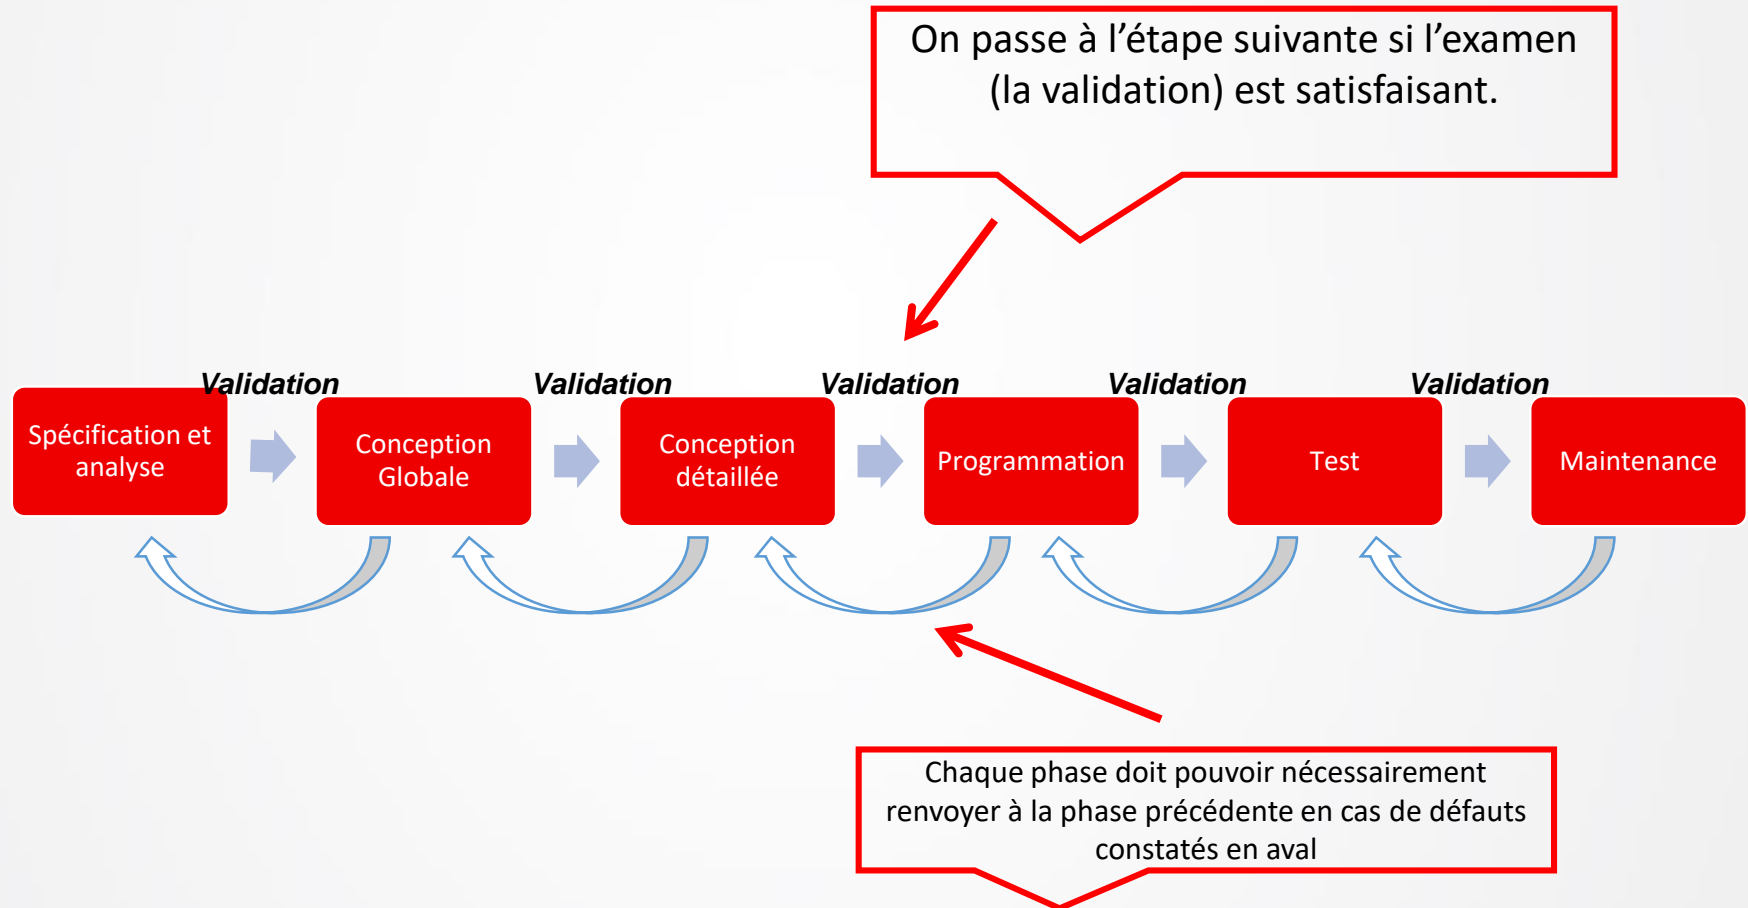 On passe à l’étape suivante si l’examen
(la validation) est satisfaisant.
Validation
Validation
Validation
Validation
Validation
Spécification et
analyse
Conception
Globale
Conception
détaillée
Programmation
Test
Maintenance
Chaque phase doit pouvoir nécessairement
renvoyer à la phase précédente en cas de défauts
constatés en aval